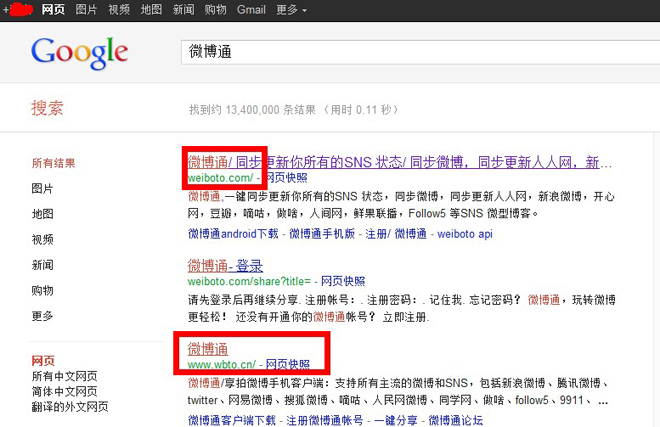 + 网页 图片 视频 地图 新闻 购物 Gmail 更多
Google
微博通
搜索
找到约 13,400,000 条结果 （用时 0.11 秒）
所有结果
图片
地图
视频
新闻
购物
更多
网页
所有中文网页
简体中文网页
翻译的外文网页
微博通/ 同步更新你所有的SNS 状态/ 同步微博，同步更新人人网，新...
weiboto.com/ - 网页快照
微博通,一键同步更新你所有的SNS 状态，同步微博，同步更新人人网，新浪微博，开心
网，豆瓣，嘀咕，做啥，人间网，鲜果联播，Follow5 等SNS 微型博客。
微博通android下载 - 微博通手机版 - 注册/ 微博通 - weiboto api
微博通- 登录
weiboto.com/share?title= - 网页快照
请先登录后再继续分享. 注册帐号：. 注册密码：. 记住我. 忘记密码？ 微博通，玩转微博
更轻松！ 还没有开通你的微博通帐号？ 立即注册.
微博通
www.wbto.cn/ - 网页快照
微博通/享拍微博手机客户端：支持所有主流的微博和SNS，包括新浪微博、腾讯微博、
twitter、网易微博、搜狐微博、嘀咕、人民网微博、同学网、做啥、follow5、9911、 ...
微博通客户端下载 - 注册微博通帐号 - 一键分享 - 微博通论坛